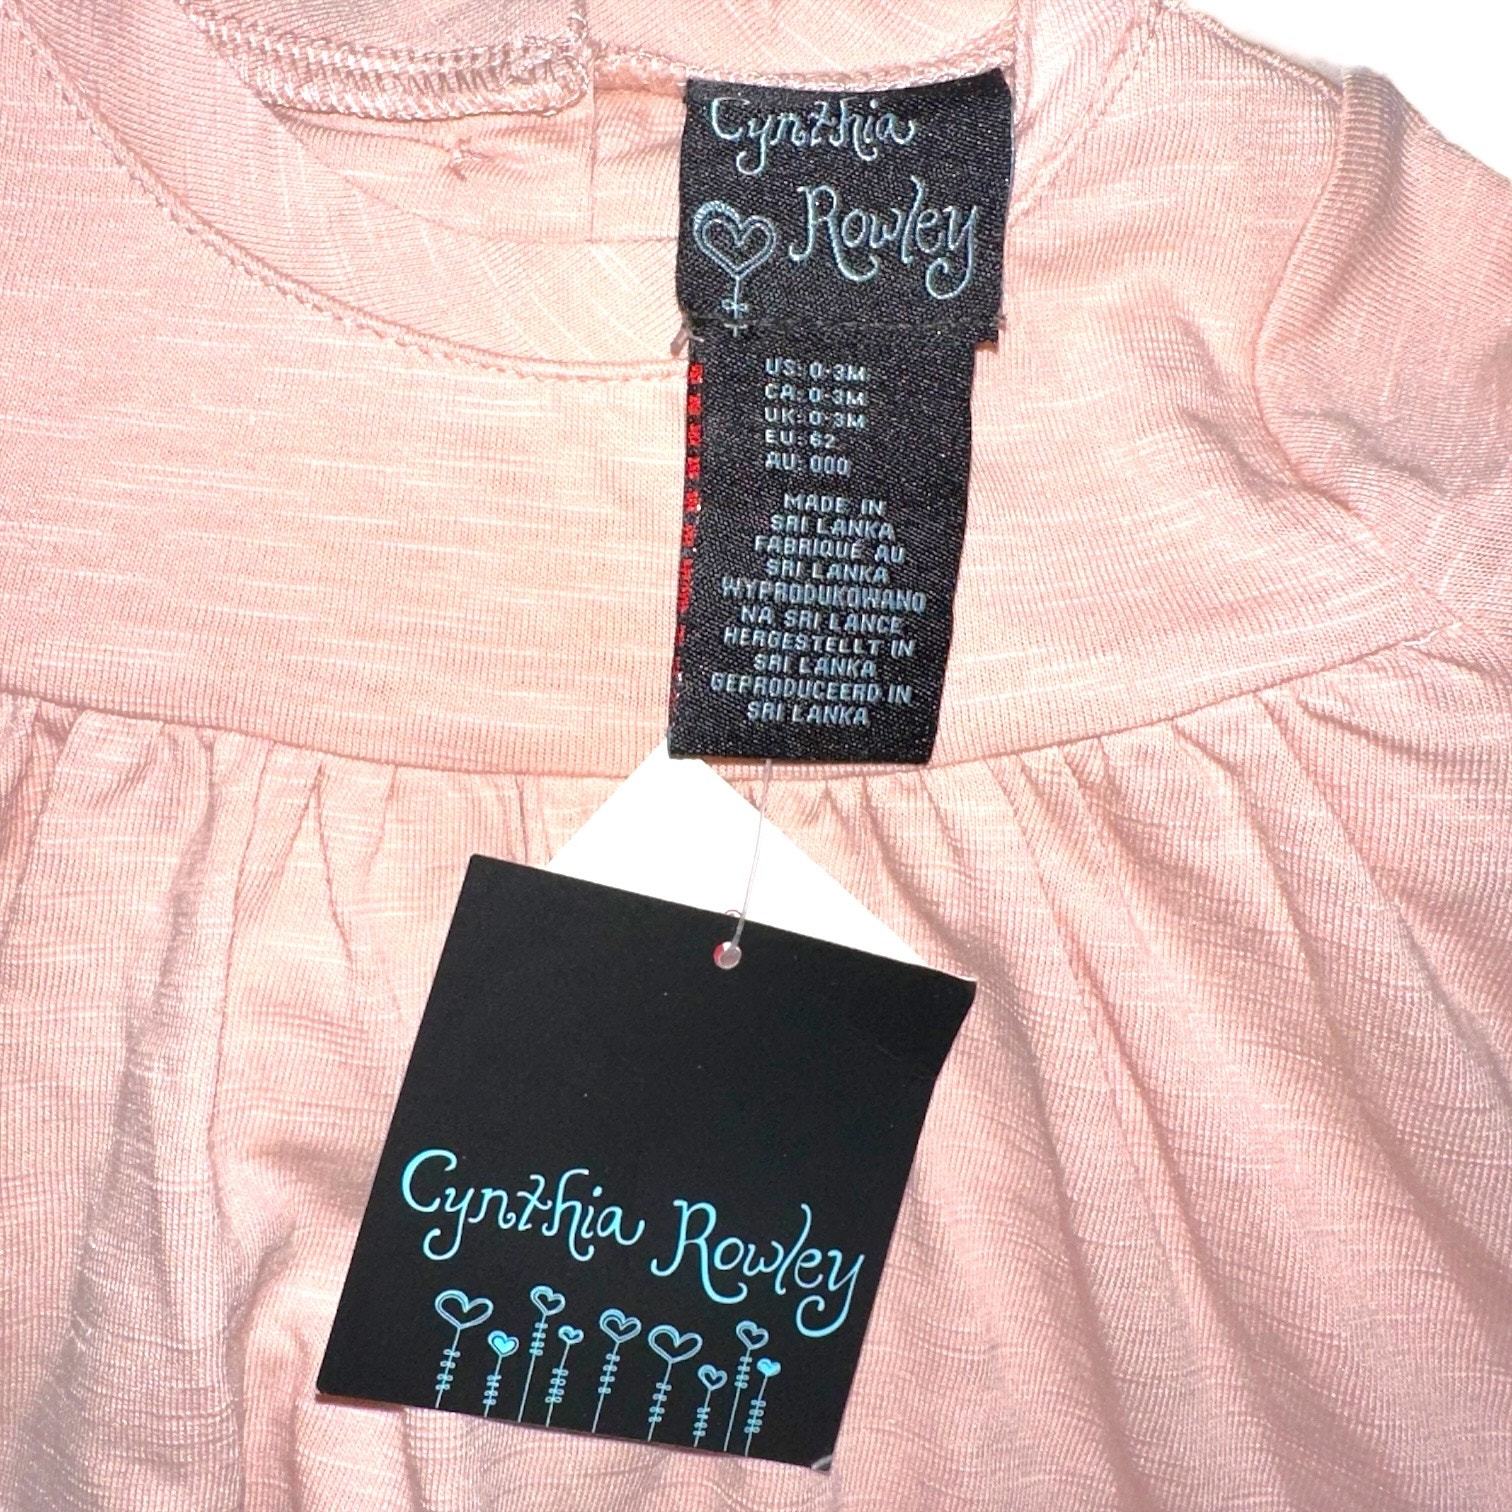 Cynthia
Rowley
US: 0-3M
CA: 0-3M
UK: 0-3M
EU: 62
AU: 000
MADE IN
SRI LANKA
FABRIQUÉ AU
SRI LANKA
WYPRODUKOWANO
NA SRI LANCE
HERGESTELLT IN
SRI LANKA
GEPRODUCEERD IN
SRI LANKA
Cynthia Rowley